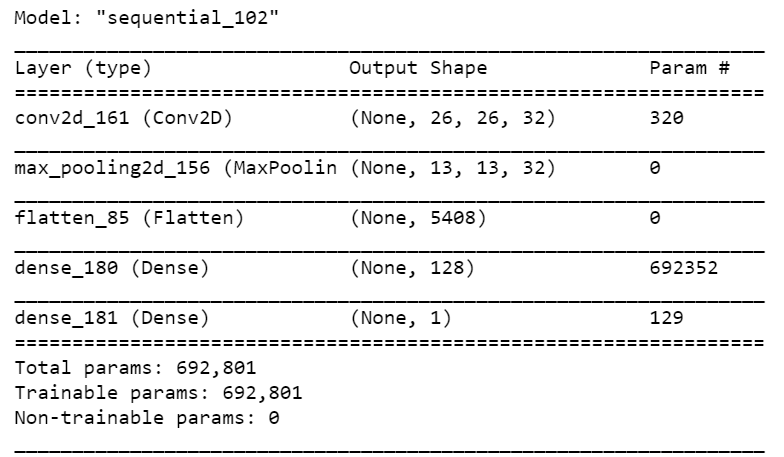 Model: "sequential_102"
Layer (type) Output Shape Param #
conv2d_161 (Conv2D) (None, 26, 26, 32) 320
max_pooling2d_156 (MaxPoolin (None, 13, 13, 32) 0
flatten_85 (Flatten) (None, 5408) 0
dense_180 (Dense) (None, 128) 692352
dense_181 (Dense) (None, 1) 129
Total params: 692,801
Trainable params: 692,801
Non-trainable params: 0